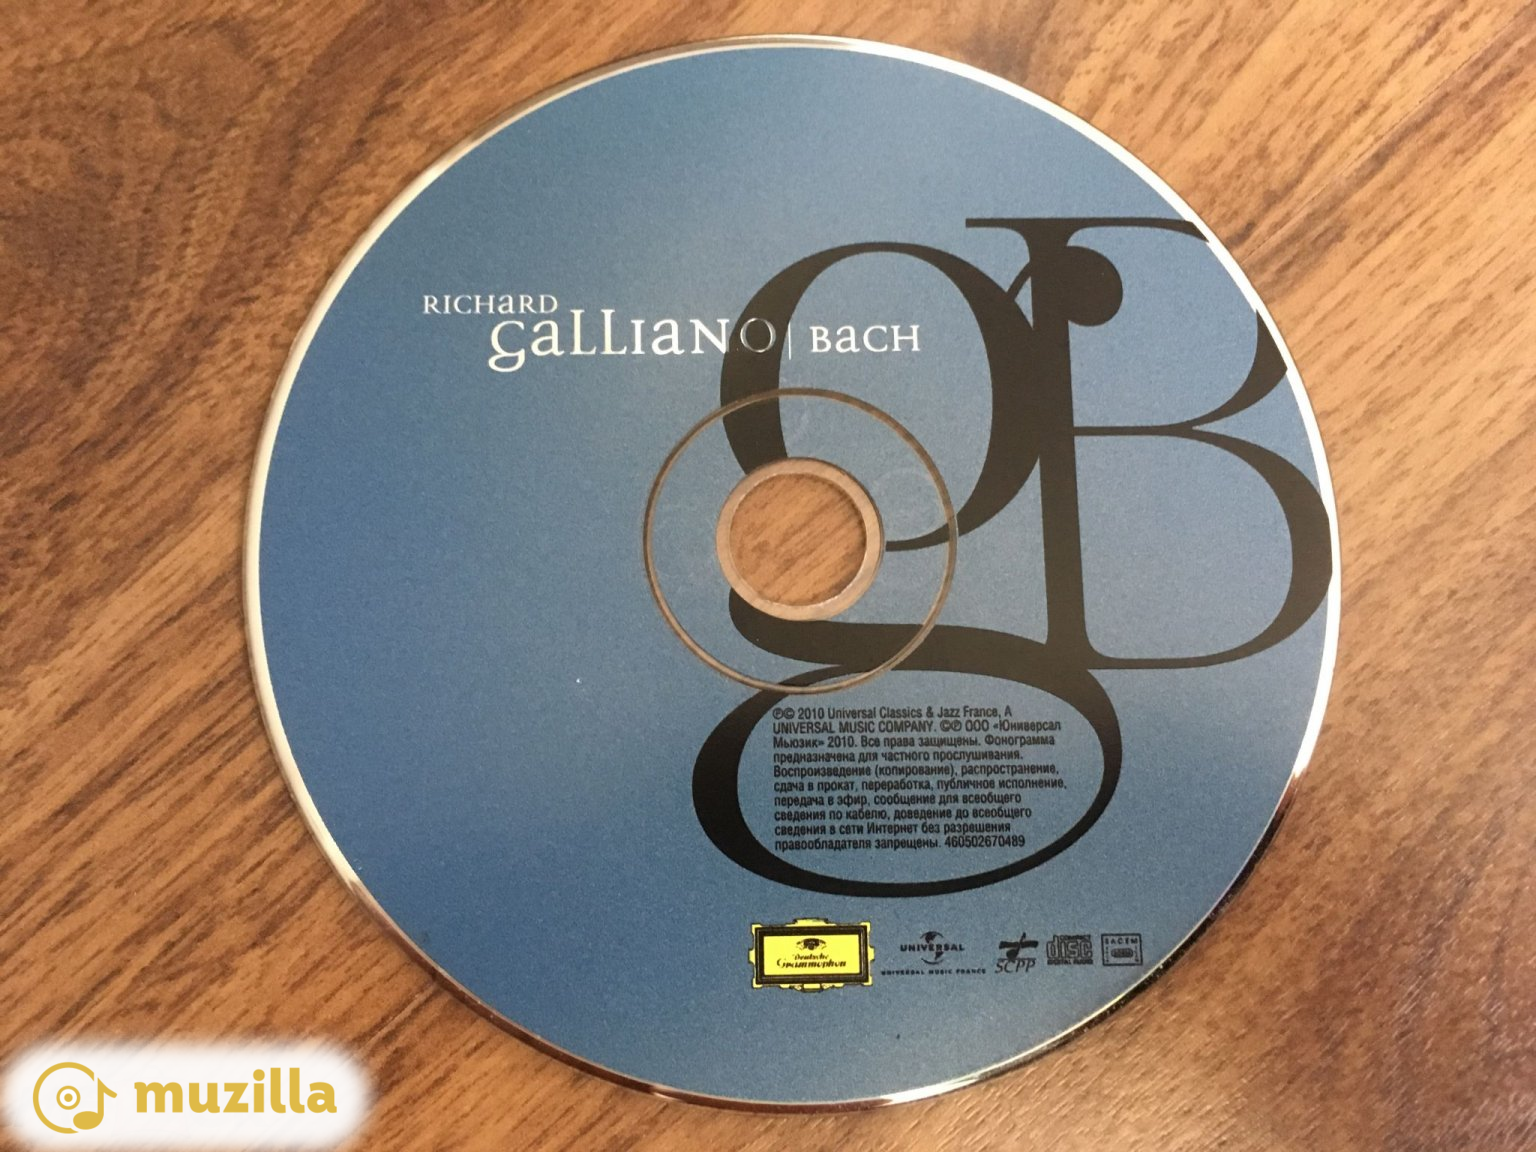 RICHARD
GALLIANO | BACH
gB
℗© 2010 Universal Classics & Jazz France, A
UNIVERSAL MUSIC COMPANY. ©℗ ООО «Юниверсал
Мьюзик» 2010. Все права защищены. Фонограмма
предназначена для частного прослушивания.
Воспроизведение (копирование), распространение,
сдача в прокат, переработка, публичное исполнение,
передача в эфир, сообщение для всеобщего
сведения по кабелю, доведение до всеобщего
сведения в сети Интернет без разрешения
правообладателя запрещены. 460502670489
Deutsche
Grammophon
UNIVERSAL
UNIVERSAL MUSIC FRANCE
SCPP
disc
DIGITAL AUDIO
SACEM
muzilla